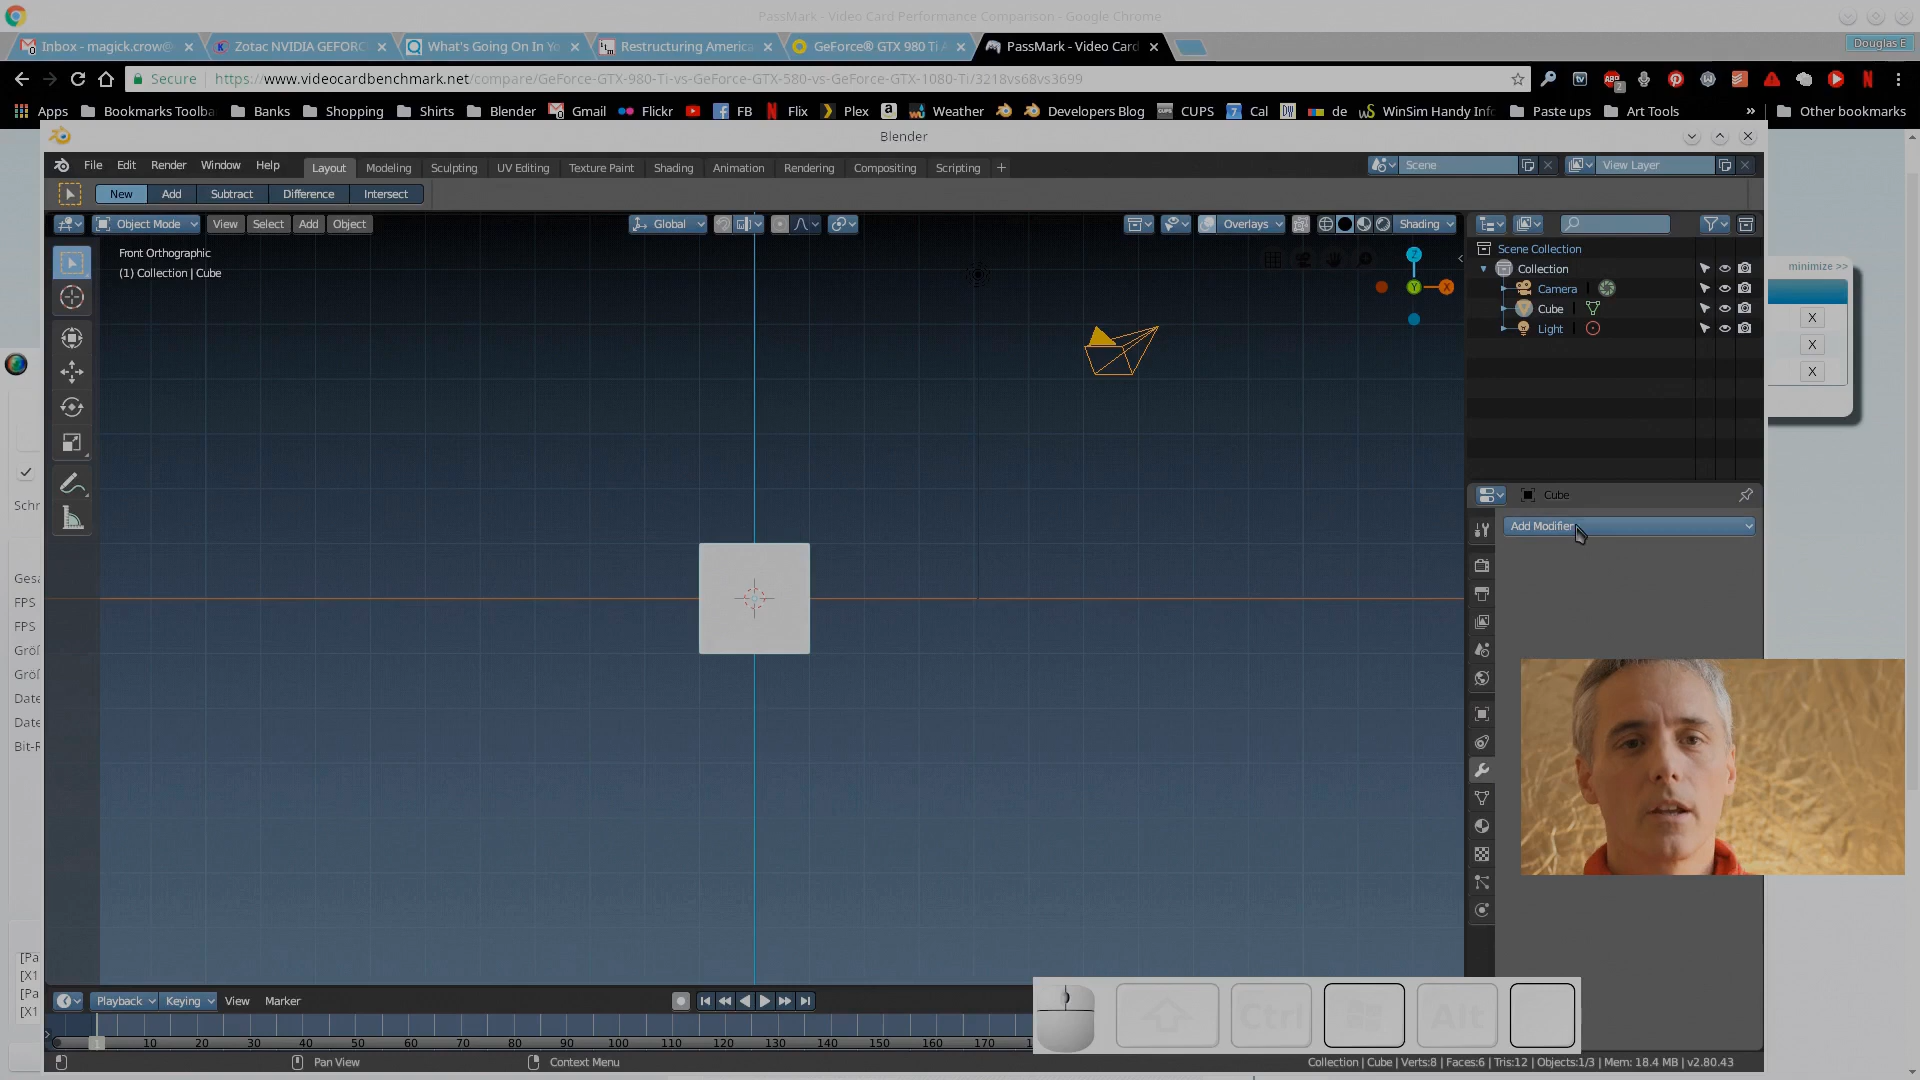 PassMark - Video Card Performance Comparison - Google Chrome
Inbox - magick.crow@
Zotac NVIDIA GEFORC
What's Going On In Yo
Restructuring America
GeForce® GTX 980 Ti A
PassMark - Video Card
Douglas E
Secure
https://www.videocardbenchmark.net/compare/GeForce-GTX-980-Ti-vs-GeForce-GTX-580-vs-GeForce-GTX-1080-Ti/3218vs68vs3699
Apps
Bookmarks Toolba
Banks
Shopping
Shirts
Blender
Gmail
Flickr
FB
Flix
Plex
Weather
Developers Blog
CUPS
Cal
de
WinSim Handy Info
Paste ups
Art Tools
»
Other bookmarks
Blender
File Edit Render Window Help
Layout Modeling Sculpting UV Editing Texture Paint Shading Animation Rendering Compositing Scripting +
Scene
View Layer
New Add Subtract Difference Intersect
Object Mode
View Select Add Object
Global
Overlays
Shading
Front Orthographic
(1) Collection | Cube
Z
Y
X
Scene Collection
Collection
Camera
Cube
Light
minimize >>
X
X
X
Cube
Add Modifier
Schr
Gesa
FPS
FPS
Größ
Größ
Date
Date
Bit-R
[Pa
[X1
[Pa
[X1
Playback Keying View Marker
1 10 20 30 40 50 60 70 80 90 100 110 120 130 140 150 160 170
Ctrl
Alt
Pan View
Context Menu
Collection | Cube | Verts:8 | Faces:6 | Tris:12 | Objects:1/3 | Mem: 18.4 MB | v2.80.43